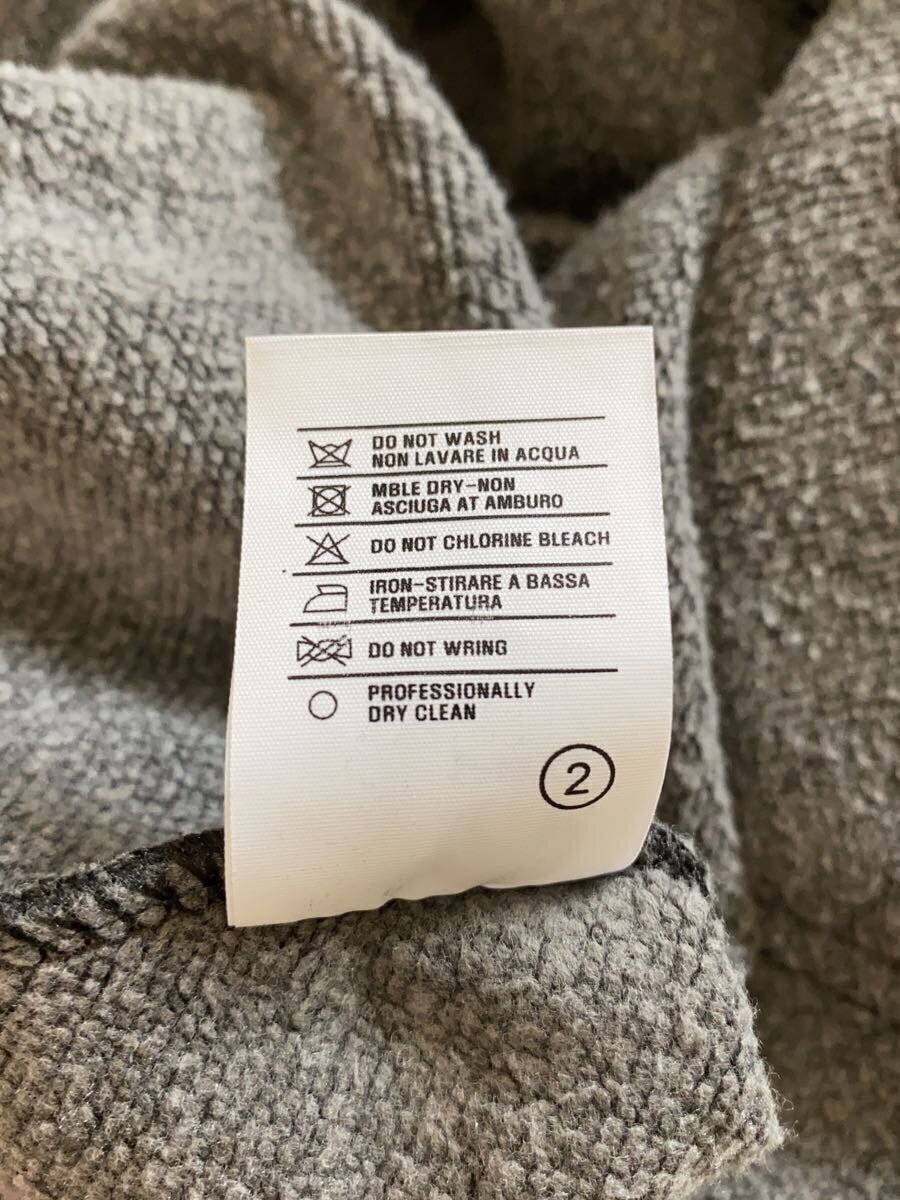 DO NOT WASH
NON LAVARE IN ACQUA
MBLE DRY-NON
ASCIUGA AT AMBURO
DO NOT CHLORINE BLEACH
IRON-STIRARE A BASSA
TEMPERATURA
DO NOT WRING
PROFESSIONALLY
DRY CLEAN
2